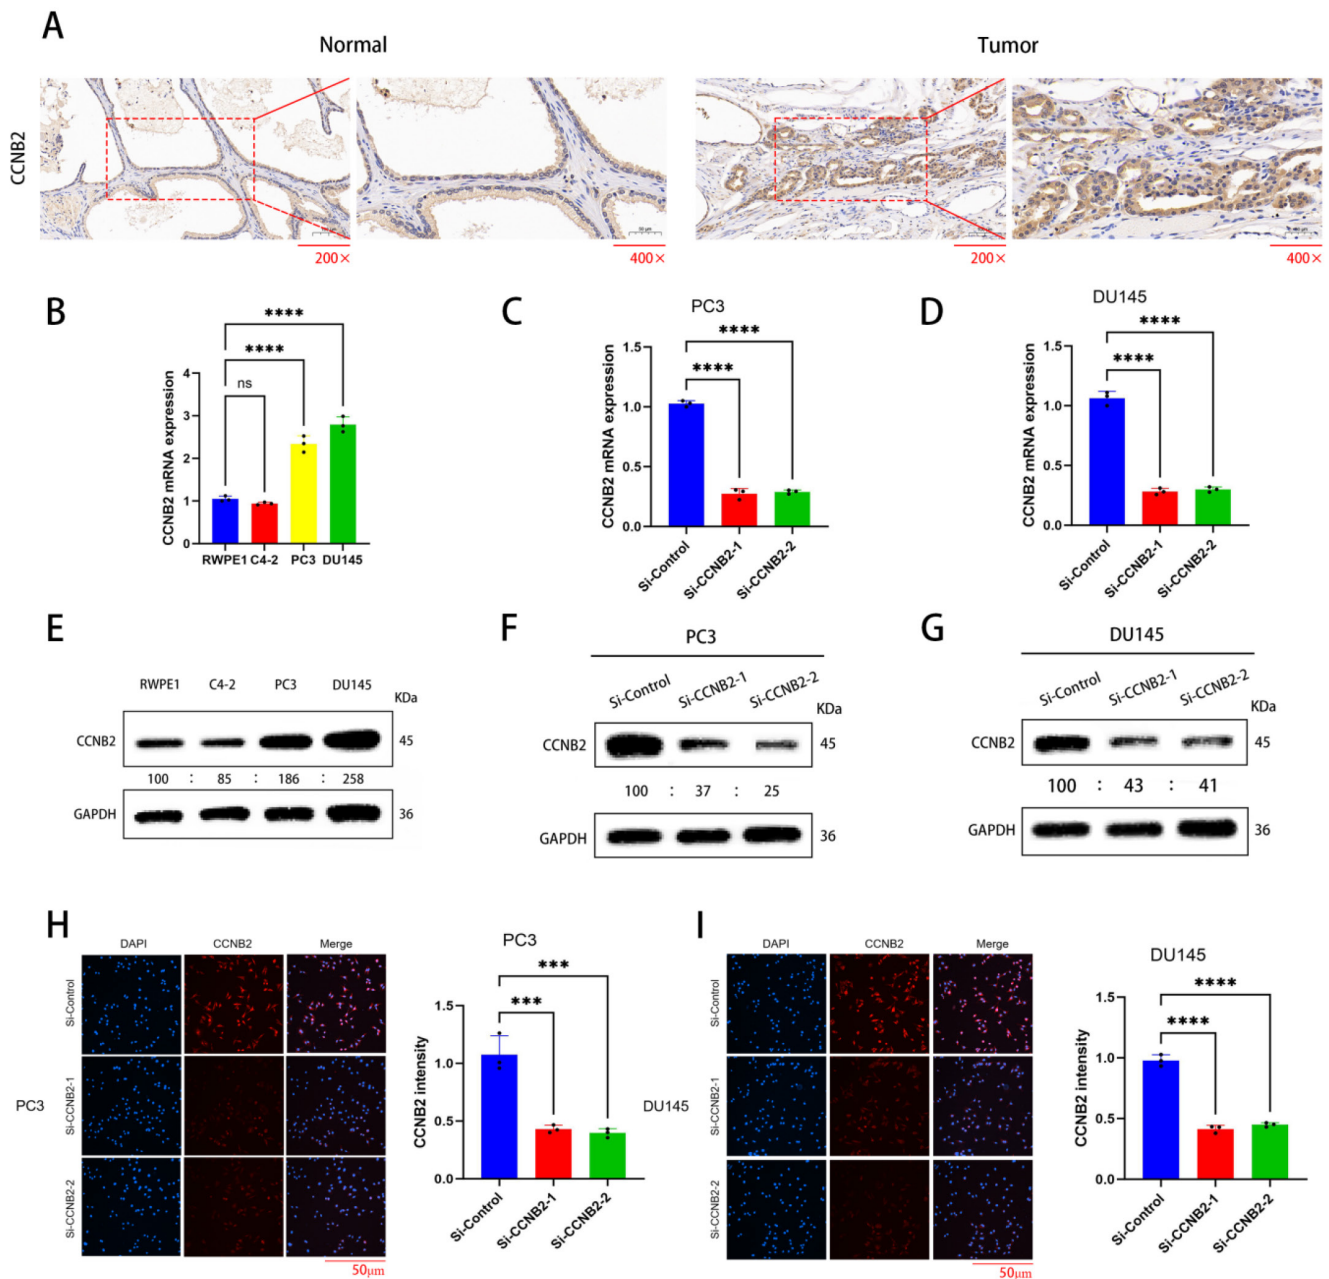 A
Normal
Tumor
CCNB2
200×
400×
200×
400×
B
****
****
ns
CCNB2 mRNA expression
4
3
2
1
0
RWPE1 C4-2 PC3 DU145
C
PC3
****
****
CCNB2 mRNA expression
1.5
1.0
0.5
0.0
Si-Control
Si-CCNB2-1
Si-CCNB2-2
D
DU145
****
****
CCNB2 mRNA expression
1.5
1.0
0.5
0.0
Si-Control
Si-CCNB2-1
Si-CCNB2-2
E
RWPE1 C4-2 PC3 DU145
KDa
CCNB2 45
100 : 85 : 186 : 258
GAPDH 36
F
PC3
Si-Control Si-CCNB2-1 Si-CCNB2-2
KDa
CCNB2 45
100 : 37 : 25
GAPDH 36
G
DU145
Si-Control Si-CCNB2-1 Si-CCNB2-2
KDa
CCNB2 45
100 : 43 : 41
GAPDH 36
H
DAPI CCNB2 Merge
PC3
Si-Control
Si-CCNB2-1
Si-CCNB2-2
50μm
PC3
***
***
CCNB2 intensity
1.5
1.0
0.5
0.0
Si-Control
Si-CCNB2-1
Si-CCNB2-2
I
DAPI CCNB2 Merge
DU145
Si-Control
Si-CCNB2-1
Si-CCNB2-2
50μm
DU145
****
****
CCNB2 intensity
1.5
1.0
0.5
0.0
Si-Control
Si-CCNB2-1
Si-CCNB2-2